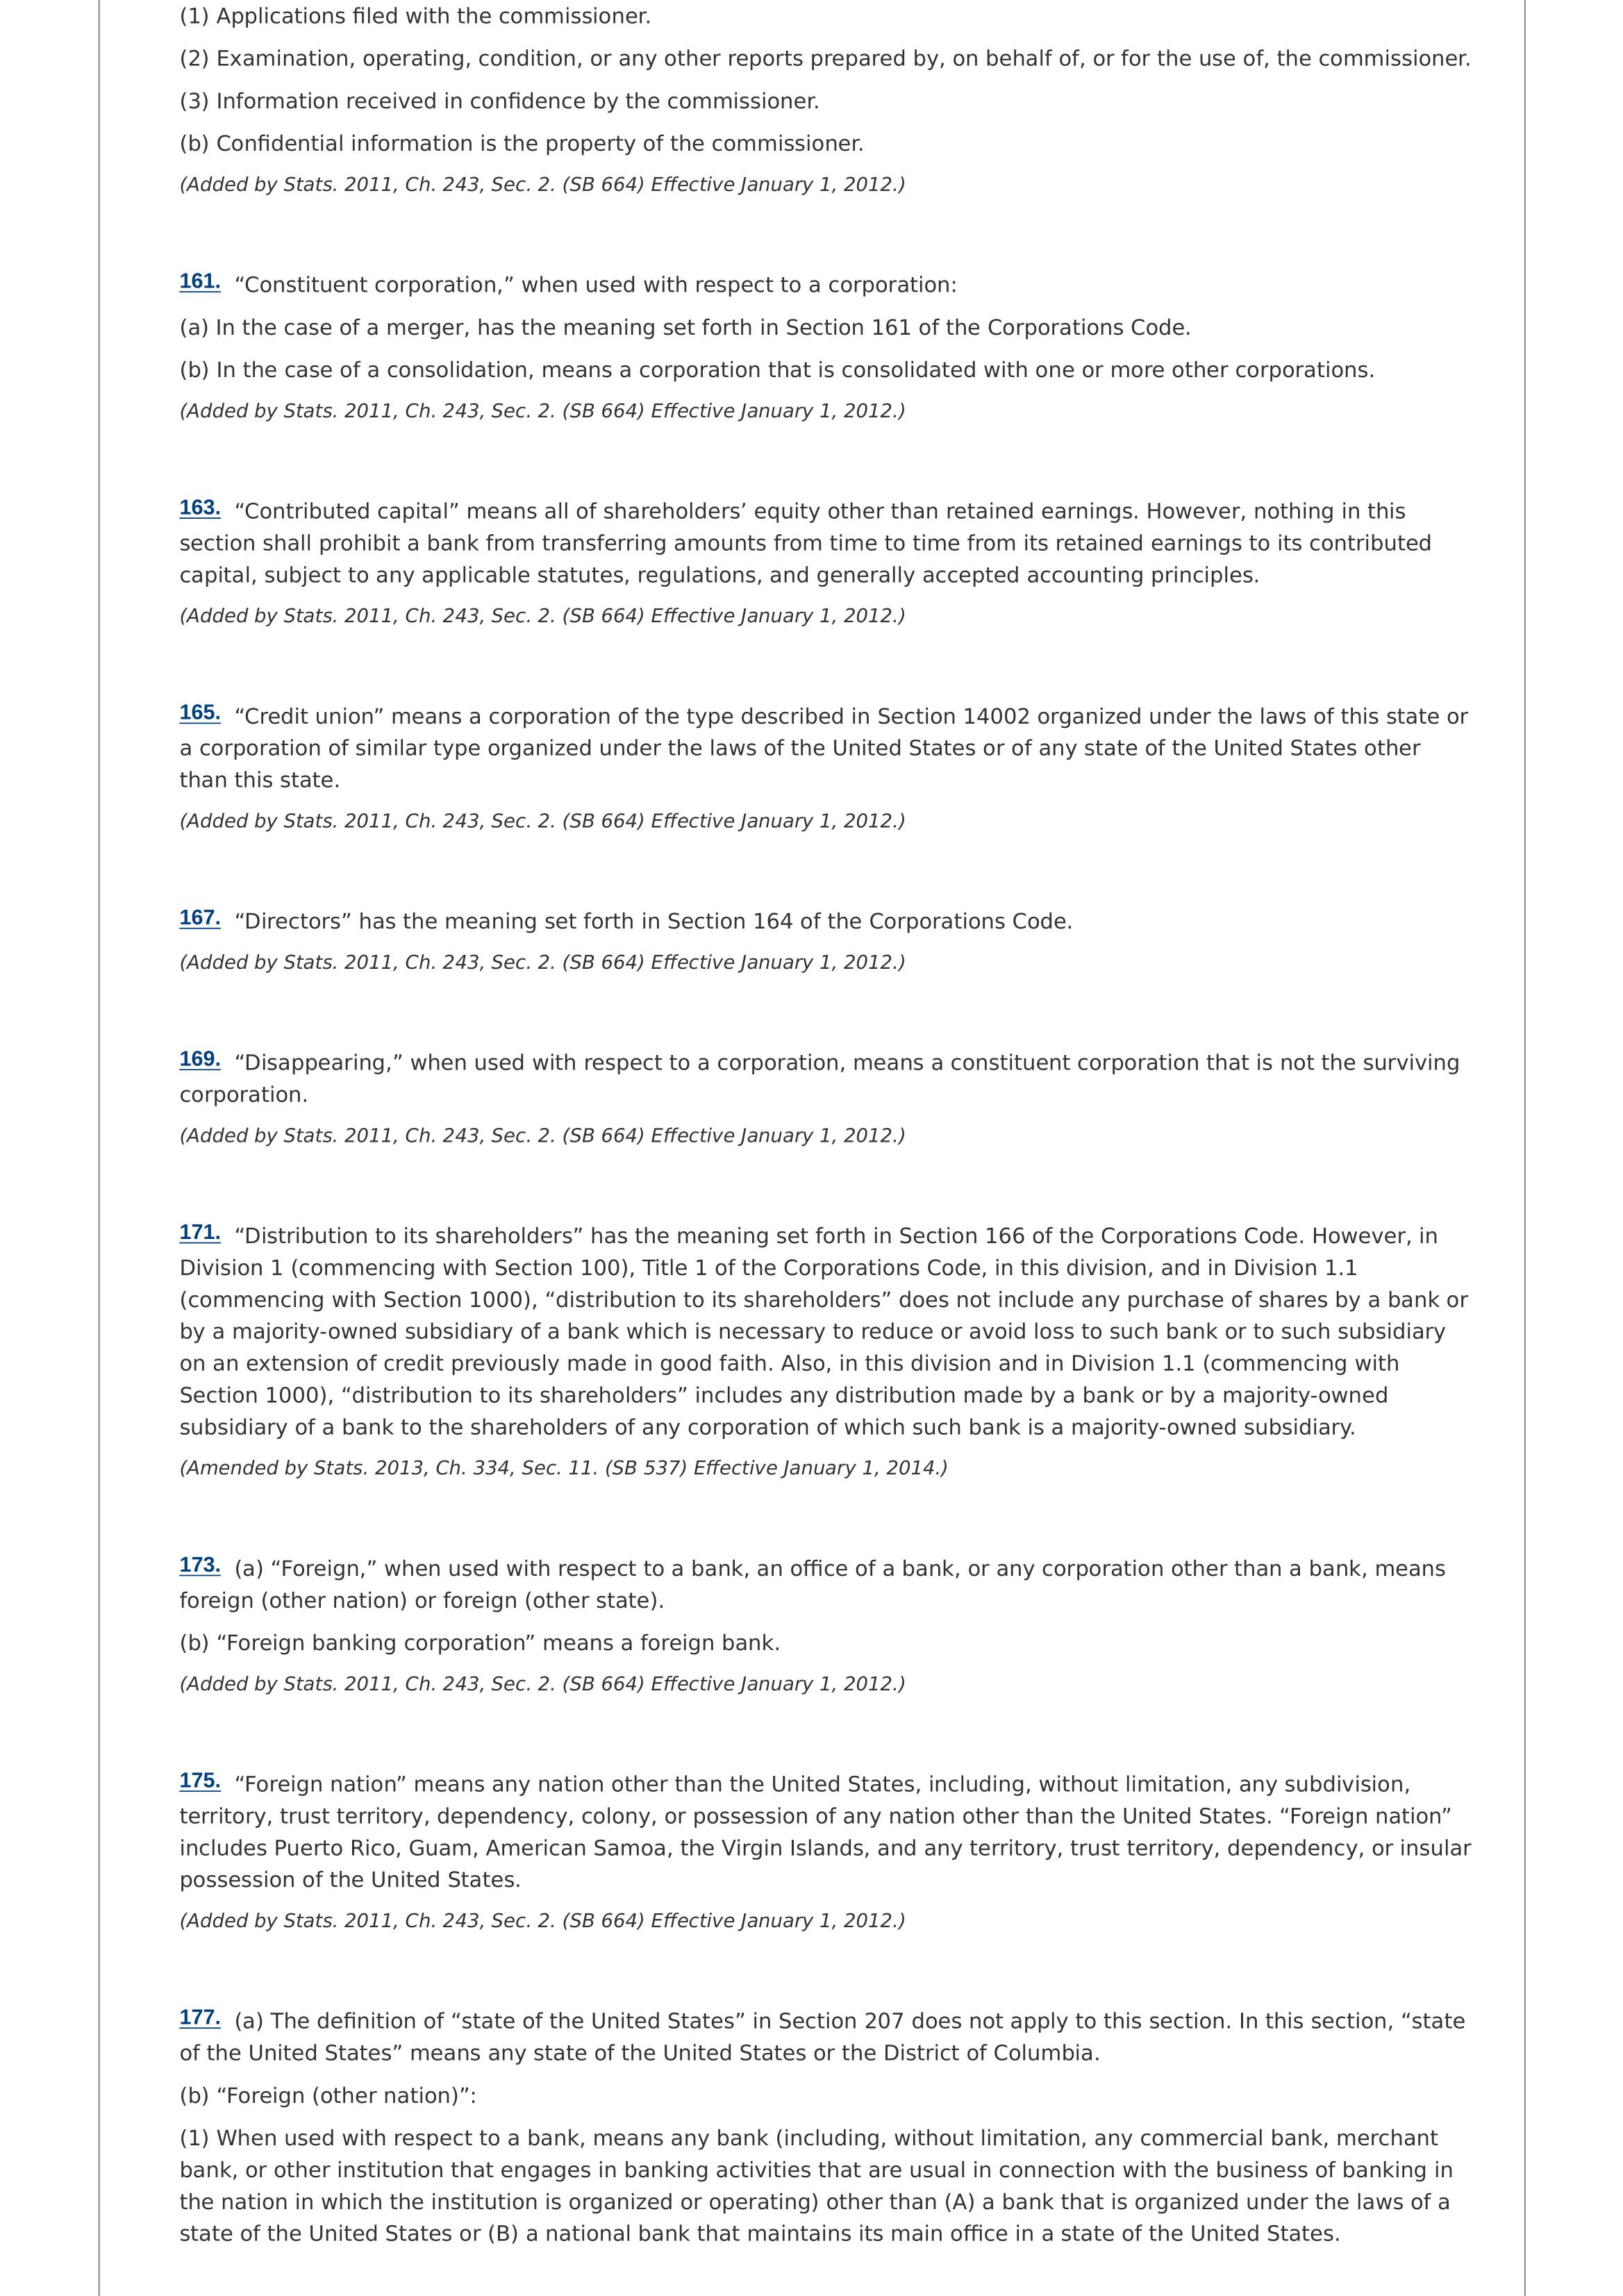 (1) Applications filed with the commissioner.
(2) Examination, operating, condition, or any other reports prepared by, on behalf of, or for the use of, the commissioner.
(3) Information received in confidence by the commissioner.
(b) Confidential information is the property of the commissioner.
(Added by Stats. 2011, Ch. 243, Sec. 2. (SB 664) Effective January 1, 2012.)
161. “Constituent corporation,” when used with respect to a corporation:
(a) In the case of a merger, has the meaning set forth in Section 161 of the Corporations Code.
(b) In the case of a consolidation, means a corporation that is consolidated with one or more other corporations.
(Added by Stats. 2011, Ch. 243, Sec. 2. (SB 664) Effective January 1, 2012.)
163. “Contributed capital” means all of shareholders’ equity other than retained earnings. However, nothing in this
section shall prohibit a bank from transferring amounts from time to time from its retained earnings to its contributed
capital, subject to any applicable statutes, regulations, and generally accepted accounting principles.
(Added by Stats. 2011, Ch. 243, Sec. 2. (SB 664) Effective January 1, 2012.)
165. “Credit union” means a corporation of the type described in Section 14002 organized under the laws of this state or
a corporation of similar type organized under the laws of the United States or of any state of the United States other
than this state.
(Added by Stats. 2011, Ch. 243, Sec. 2. (SB 664) Effective January 1, 2012.)
167. “Directors” has the meaning set forth in Section 164 of the Corporations Code.
(Added by Stats. 2011, Ch. 243, Sec. 2. (SB 664) Effective January 1, 2012.)
169. “Disappearing,” when used with respect to a corporation, means a constituent corporation that is not the surviving
corporation.
(Added by Stats. 2011, Ch. 243, Sec. 2. (SB 664) Effective January 1, 2012.)
171. “Distribution to its shareholders” has the meaning set forth in Section 166 of the Corporations Code. However, in
Division 1 (commencing with Section 100), Title 1 of the Corporations Code, in this division, and in Division 1.1
(commencing with Section 1000), “distribution to its shareholders” does not include any purchase of shares by a bank or
by a majority-owned subsidiary of a bank which is necessary to reduce or avoid loss to such bank or to such subsidiary
on an extension of credit previously made in good faith. Also, in this division and in Division 1.1 (commencing with
Section 1000), “distribution to its shareholders” includes any distribution made by a bank or by a majority-owned
subsidiary of a bank to the shareholders of any corporation of which such bank is a majority-owned subsidiary.
(Amended by Stats. 2013, Ch. 334, Sec. 11. (SB 537) Effective January 1, 2014.)
173. (a) “Foreign,” when used with respect to a bank, an office of a bank, or any corporation other than a bank, means
foreign (other nation) or foreign (other state).
(b) “Foreign banking corporation” means a foreign bank.
(Added by Stats. 2011, Ch. 243, Sec. 2. (SB 664) Effective January 1, 2012.)
175. “Foreign nation” means any nation other than the United States, including, without limitation, any subdivision,
territory, trust territory, dependency, colony, or possession of any nation other than the United States. “Foreign nation”
includes Puerto Rico, Guam, American Samoa, the Virgin Islands, and any territory, trust territory, dependency, or insular
possession of the United States.
(Added by Stats. 2011, Ch. 243, Sec. 2. (SB 664) Effective January 1, 2012.)
177. (a) The definition of “state of the United States” in Section 207 does not apply to this section. In this section, “state
of the United States” means any state of the United States or the District of Columbia.
(b) “Foreign (other nation)”:
(1) When used with respect to a bank, means any bank (including, without limitation, any commercial bank, merchant
bank, or other institution that engages in banking activities that are usual in connection with the business of banking in
the nation in which the institution is organized or operating) other than (A) a bank that is organized under the laws of a
state of the United States or (B) a national bank that maintains its main office in a state of the United States.